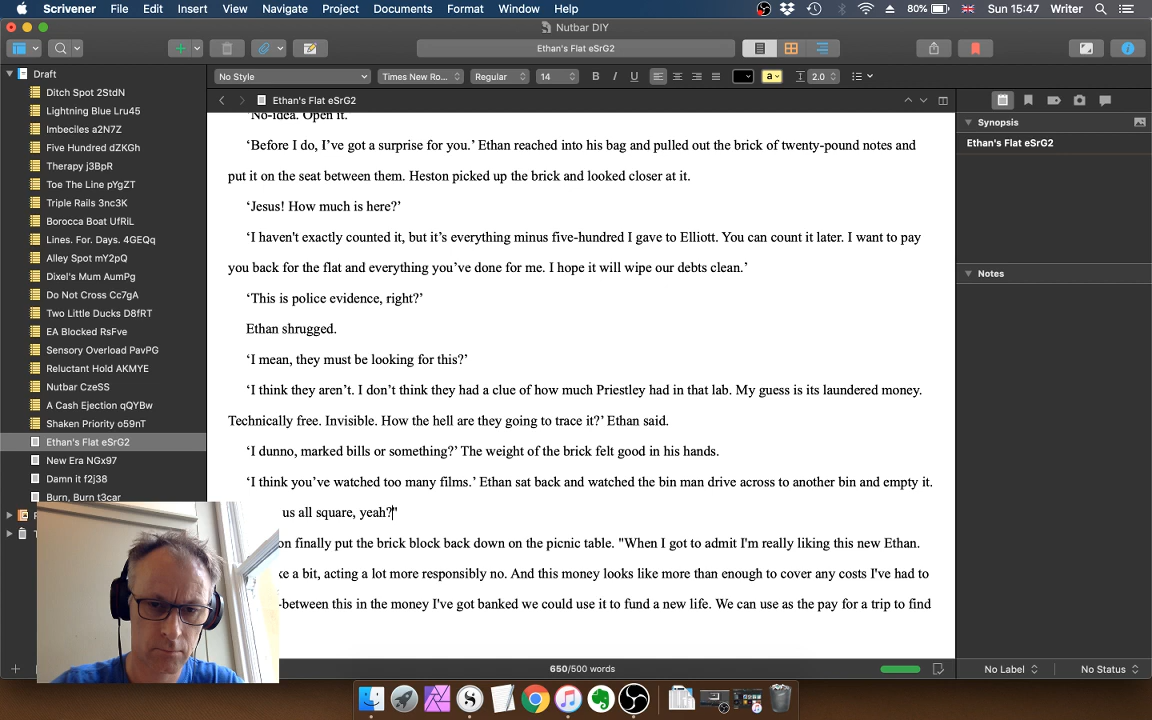 Scrivener File Edit Insert View Navigate Project Documents Format Window Help 80% Sun 15:47 Writer
Nutbar DIY
Ethan's Flat eSrG2
No Style Times New Ro... Regular 14 B I U a 2.0
Ethan's Flat eSrG2
Draft
Ditch Spot 2StdN
Lightning Blue Lru45
Imbeciles a2N7Z
Five Hundred dZKGh
Therapy j3BpR
Toe The Line pYgZT
Triple Rails 3nc3K
Borocca Boat UfRiL
Lines. For. Days. 4GEQq
Alley Spot mY2pQ
Dixel's Mum AumPg
Do Not Cross Cc7gA
Two Little Ducks D8fRT
EA Blocked RsFve
Sensory Overload PavPG
Reluctant Hold AKMYE
Nutbar CzeSS
A Cash Ejection qQYBw
Shaken Priority o59nT
Ethan's Flat eSrG2
New Era NGx97
Damn it f2j38
Burn, Burn t3car
‘No-idea. Open it.
‘Before I do, I’ve got a surprise for you.’ Ethan reached into his bag and pulled out the brick of twenty-pound notes and
put it on the seat between them. Heston picked up the brick and looked closer at it.
‘Jesus! How much is here?’
‘I haven't exactly counted it, but it’s everything minus five-hundred I gave to Elliott. You can count it later. I want to pay
you back for the flat and everything you’ve done for me. I hope it will wipe our debts clean.’
‘This is police evidence, right?’
Ethan shrugged.
‘I mean, they must be looking for this?’
‘I think they aren’t. I don’t think they had a clue of how much Priestley had in that lab. My guess is its laundered money.
Technically free. Invisible. How the hell are they going to trace it?’ Ethan said.
‘I dunno, marked bills or something?’ The weight of the brick felt good in his hands.
‘I think you’ve watched too many films.’ Ethan sat back and watched the bin man drive across to another bin and empty it.
us all square, yeah?"
on finally put the brick block back down on the picnic table. "When I got to admit I'm really liking this new Ethan.
ke a bit, acting a lot more responsibly no. And this money looks like more than enough to cover any costs I've had to
-between this in the money I've got banked we could use it to fund a new life. We can use as the pay for a trip to find
650/500 words
Synopsis
Ethan's Flat eSrG2
Notes
No Label No Status